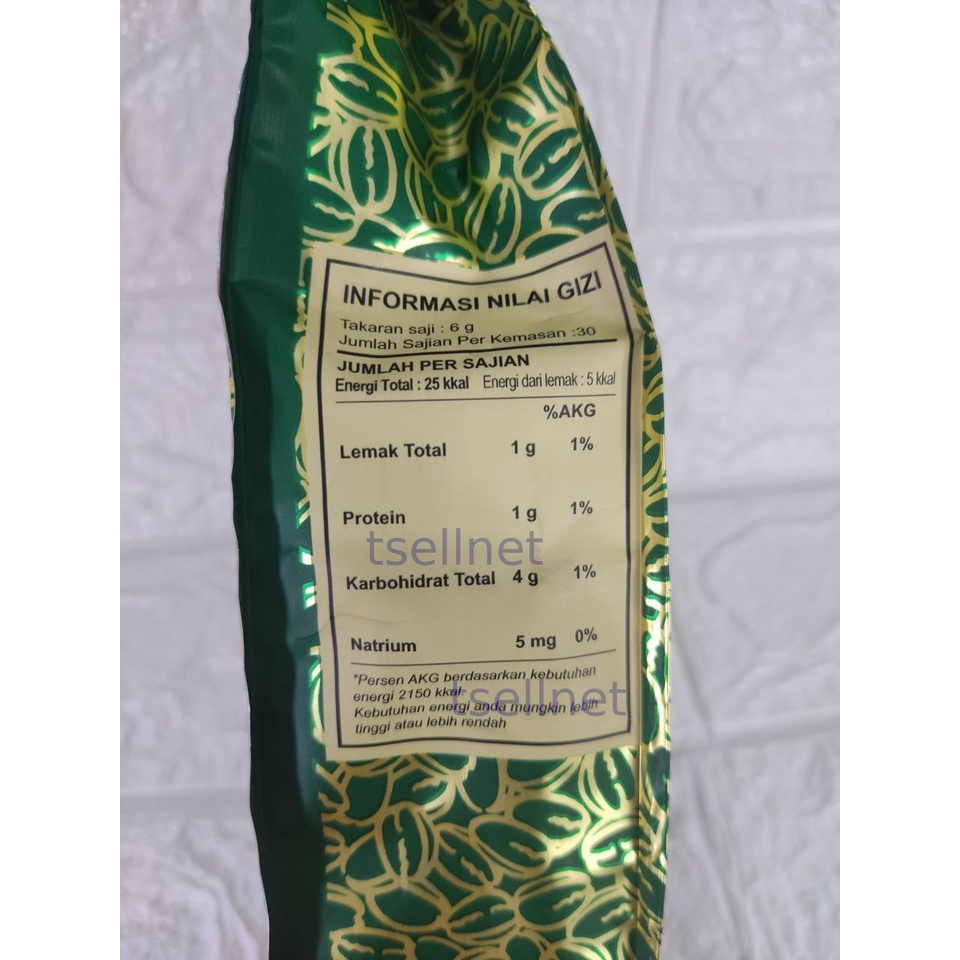 INFORMASI NILAI GIZI
Takaran saji : 6 g
Jumlah Sajian Per Kemasan :30
JUMLAH PER SAJIAN
Energi Total : 25 kkal Energi dari lemak : 5 kkal
%AKG
Lemak Total 1 g 1%
Protein 1 g 1%
tsellnet
Karbohidrat Total 4 g 1%
Natrium 5 mg 0%
*Persen AKG berdasarkan kebutuhan
energi 2150 kkal.
tsellnet
Kebutuhan energi anda mungkin lebih
tinggi atau lebih rendah